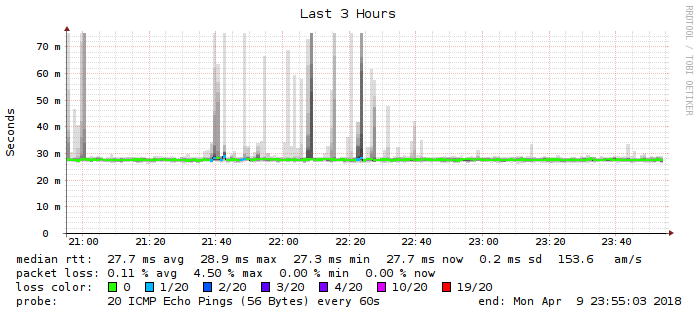 Last 3 Hours
RRDTOOL / TOBI OETIKER
Seconds
70 m
60 m
50 m
40 m
30 m
20 m
10 m
0
21:00 21:20 21:40 22:00 22:20 22:40 23:00 23:20 23:40
median rtt: 27.7 ms avg 28.9 ms max 27.3 ms min 27.7 ms now 0.2 ms sd 153.6 am/s
packet loss: 0.11 % avg 4.50 % max 0.00 % min 0.00 % now
loss color: 0 1/20 2/20 3/20 4/20 10/20 19/20
probe: 20 ICMP Echo Pings (56 Bytes) every 60s end: Mon Apr 9 23:55:03 2018